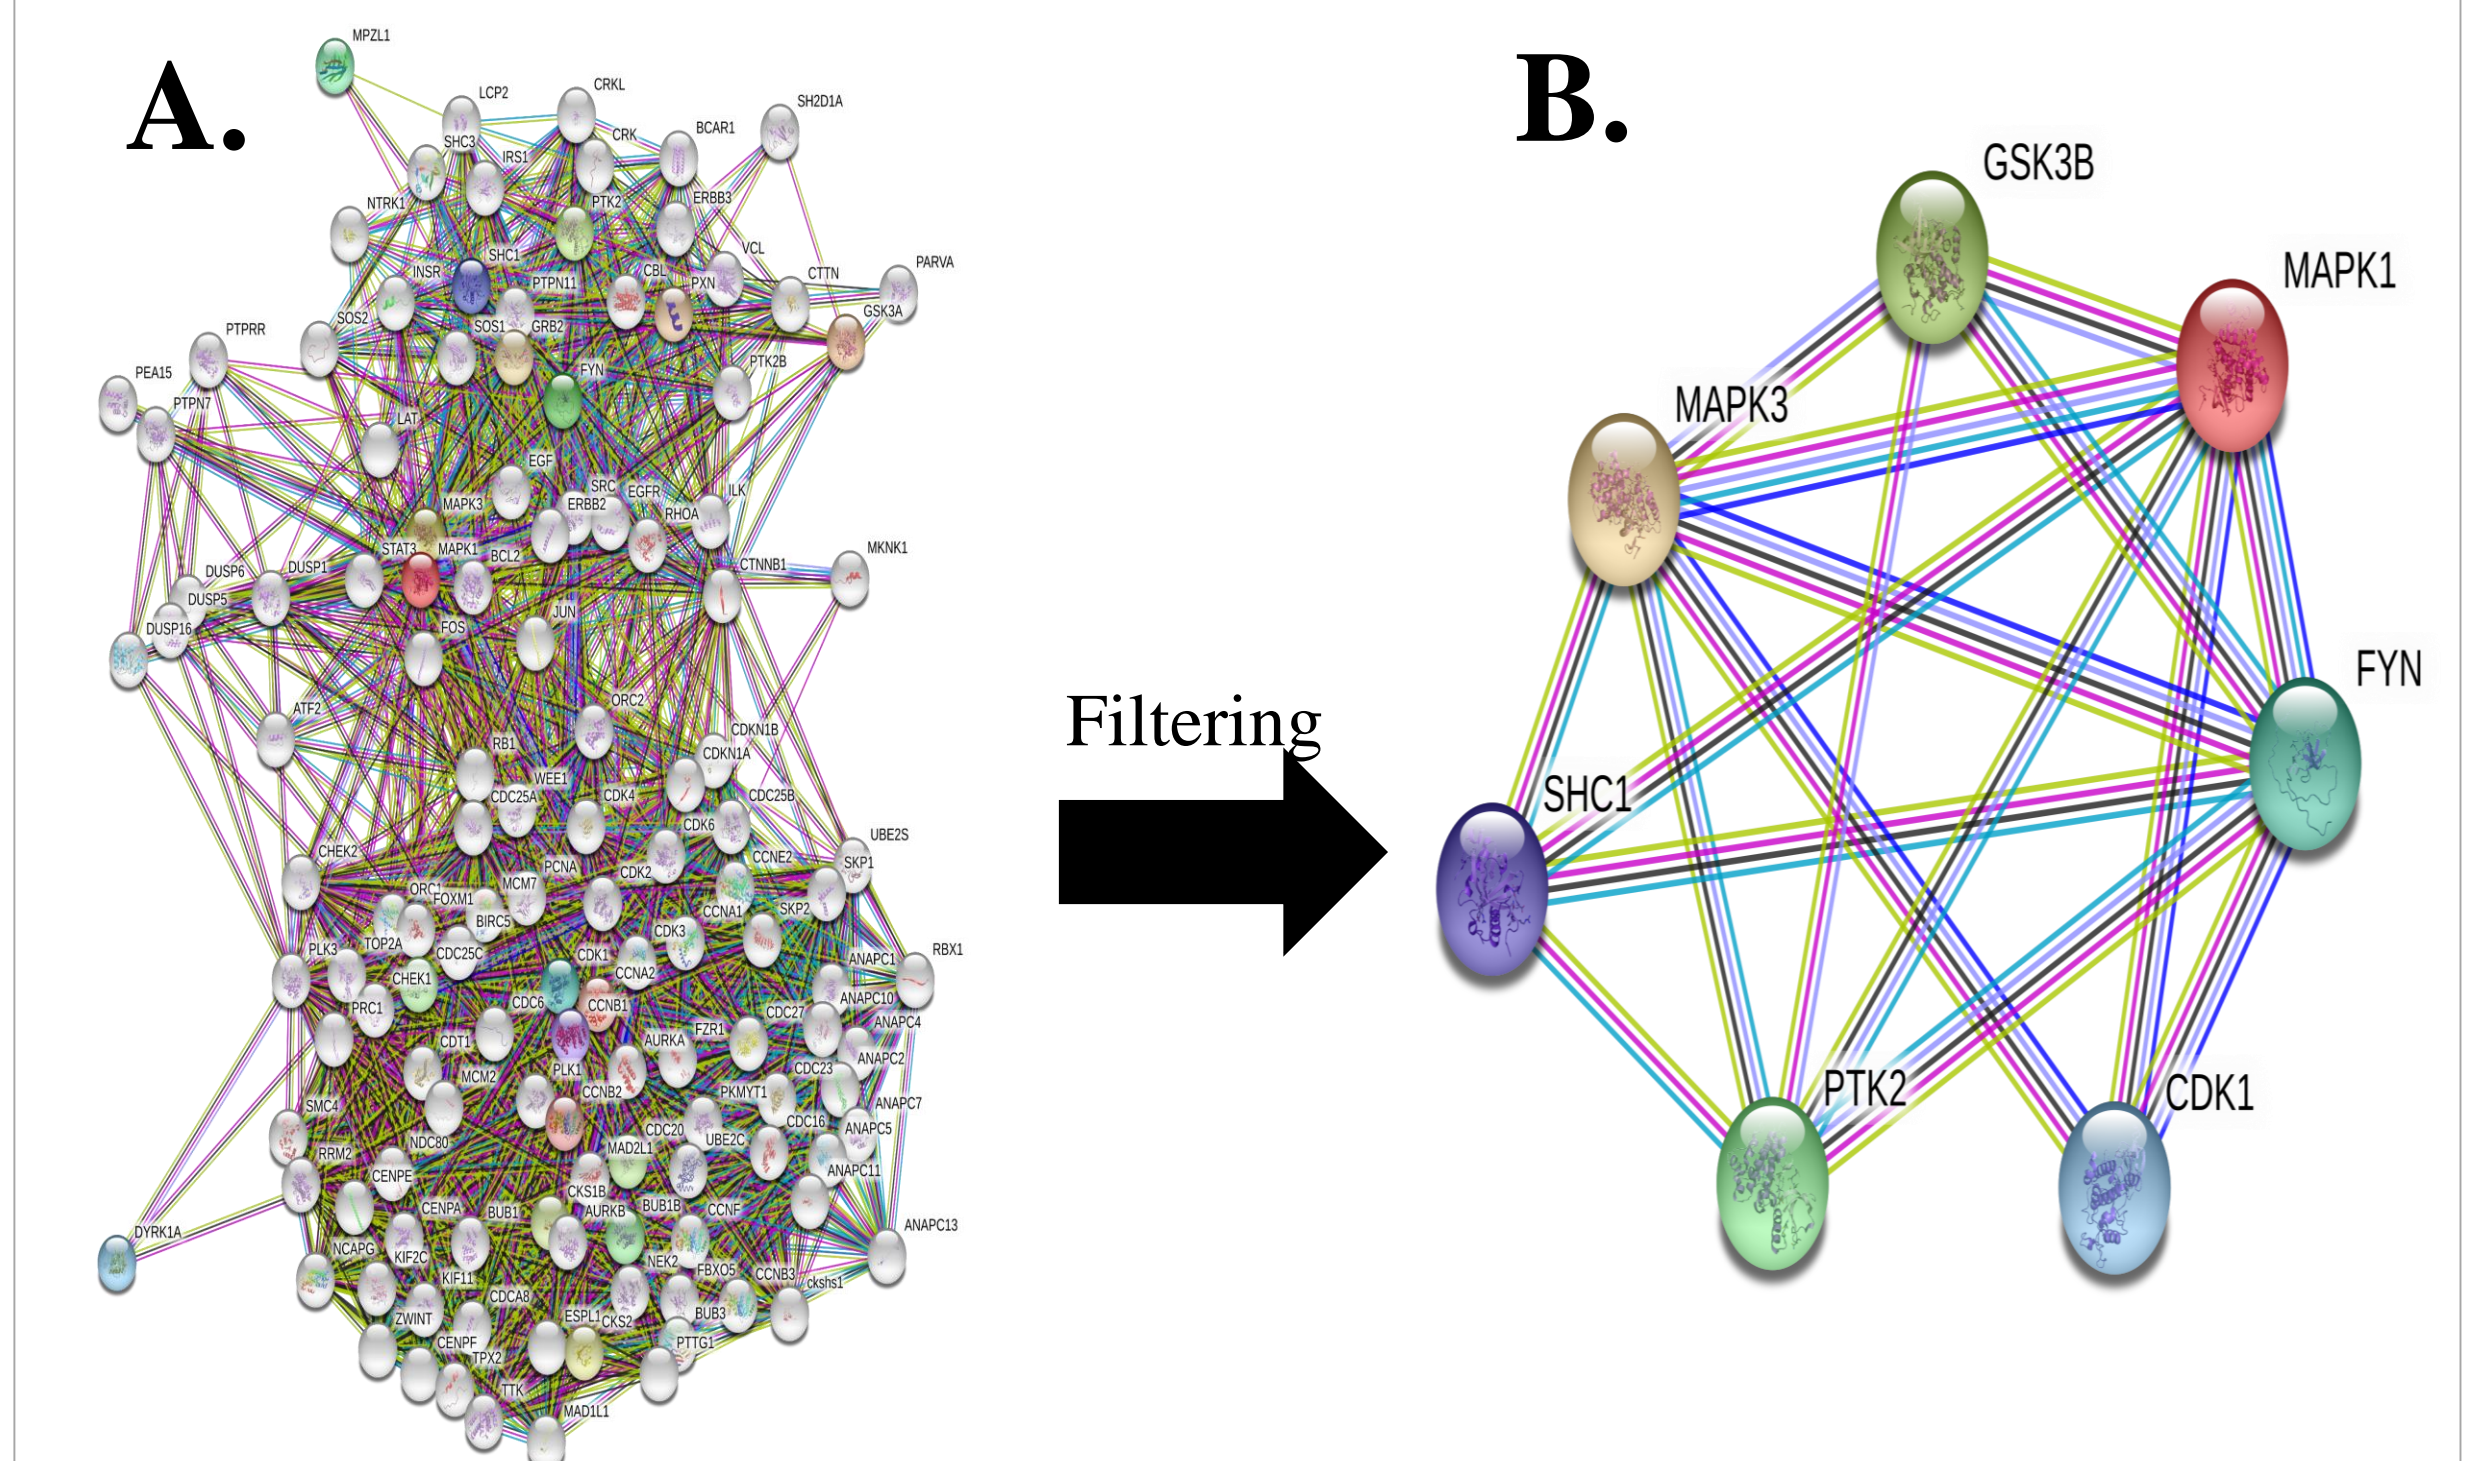 A.
B.
MPZL1
LCP2
CRKL
SH2D1A
SHC3
IRS1
CRK
BCAR1
NTRK1
PTK2
ERBB3
SHC1
VCL
INSR
PTPN11
CBL
PXN
CTTN
PARVA
GSK3A
SOS2
SOS1
GRB2
PTPRR
PTK2B
PEA15
PTPN7
FYN
LAT
EGF
SRC
EGFR
ILK
ERBB2
RHOA
MAPK3
STAT3
MAPK1
BCL2
CTNNB1
MKNK1
DUSP6
DUSP1
DUSP5
DUSP16
JUN
FOS
ATF2
ORC2
CDKN1B
CDKN1A
RB1
WEE1
CDC25A
CDK4
CDC25B
CDK6
UBE2S
CHEK2
PCNA
CDK2
CCNE2
SKP1
ORC1
FOXM1
MCM7
BIRC5
CCNA1
SKP2
PLK3
TOP2A
CDC25C
CDK3
CDK1
CCNA2
ANAPC1
RBX1
CHEK1
PRC1
CDC6
CCNB1
ANAPC10
CDC27
ANAPC4
CDT1
AURKA
FZR1
ANAPC2
MCM2
PLK1
CCNB2
PKMYT1
CDC23
ANAPC7
SMC4
NDC80
CDC20
UBE2C
CDC16
ANAPC5
RRM2
CENPE
MAD2L1
ANAPC11
CKS1B
CENPA
BUB1
AURKB
BUB1B
CCNF
ANAPC13
DYRK1A
NCAPG
KIF2C
KIF11
NEK2
FBXO5
CCNB3
ckshs1
CDCA8
ZWINT
ESPL1
CKS2
BUB3
CENPF
TPX2
PTTG1
TTK
MAD1L1
Filtering
GSK3B
MAPK1
MAPK3
FYN
SHC1
PTK2
CDK1